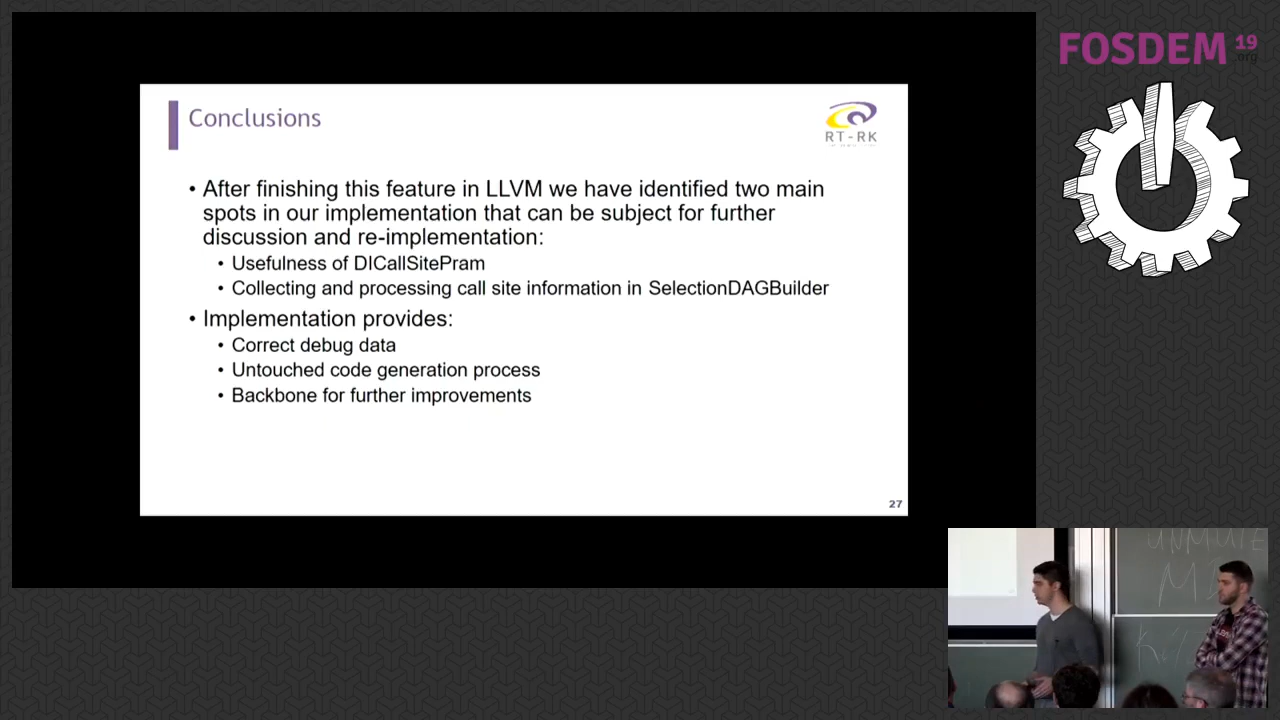 FOSDEM 19
.org
Conclusions
RT-RK
• After finishing this feature in LLVM we have identified two main
spots in our implementation that can be subject for further
discussion and re-implementation:
• Usefulness of DICallSitePram
• Collecting and processing call site information in SelectionDAGBuilder
• Implementation provides:
• Correct debug data
• Untouched code generation process
• Backbone for further improvements
27
UNMUTE